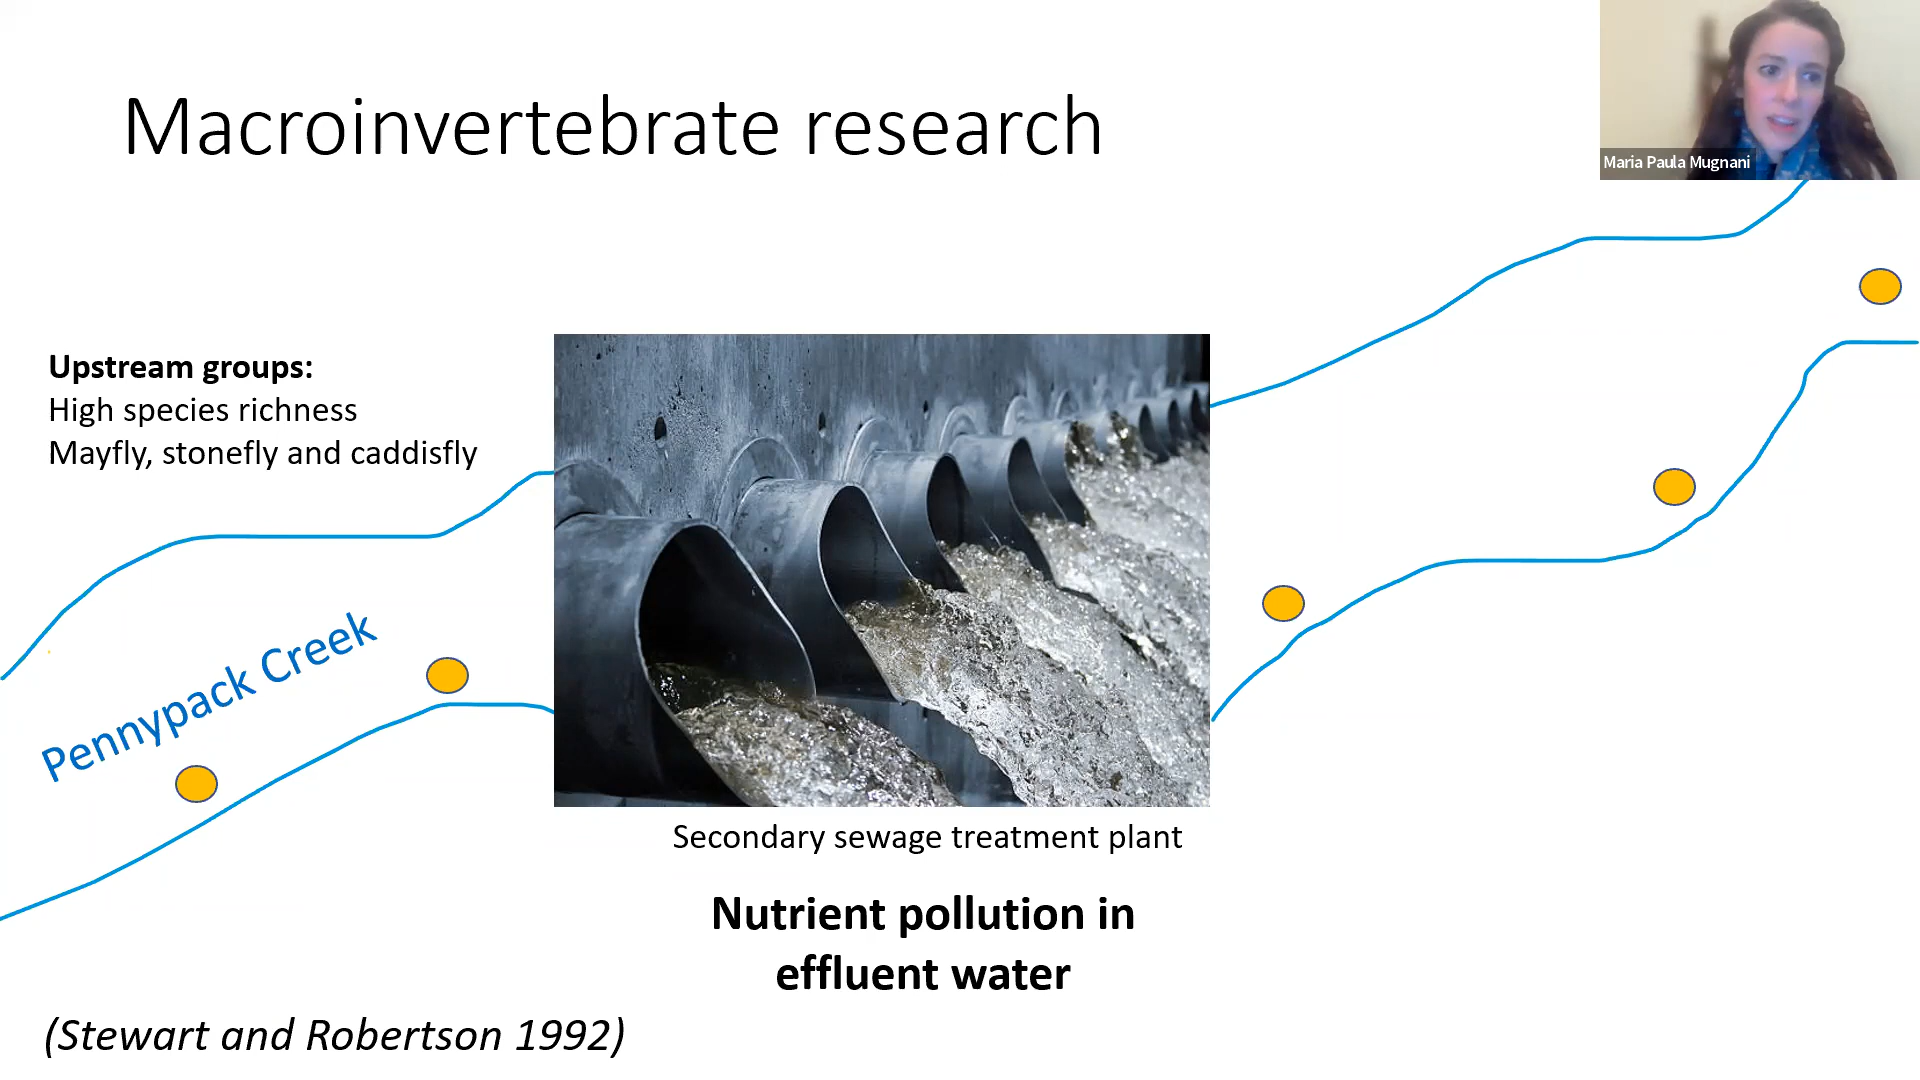 Macroinvertebrate research
Maria Paula Mugnani
Upstream groups:
High species richness
Mayfly, stonefly and caddisfly
Pennypack Creek
Secondary sewage treatment plant
Nutrient pollution in
effluent water
(Stewart and Robertson 1992)